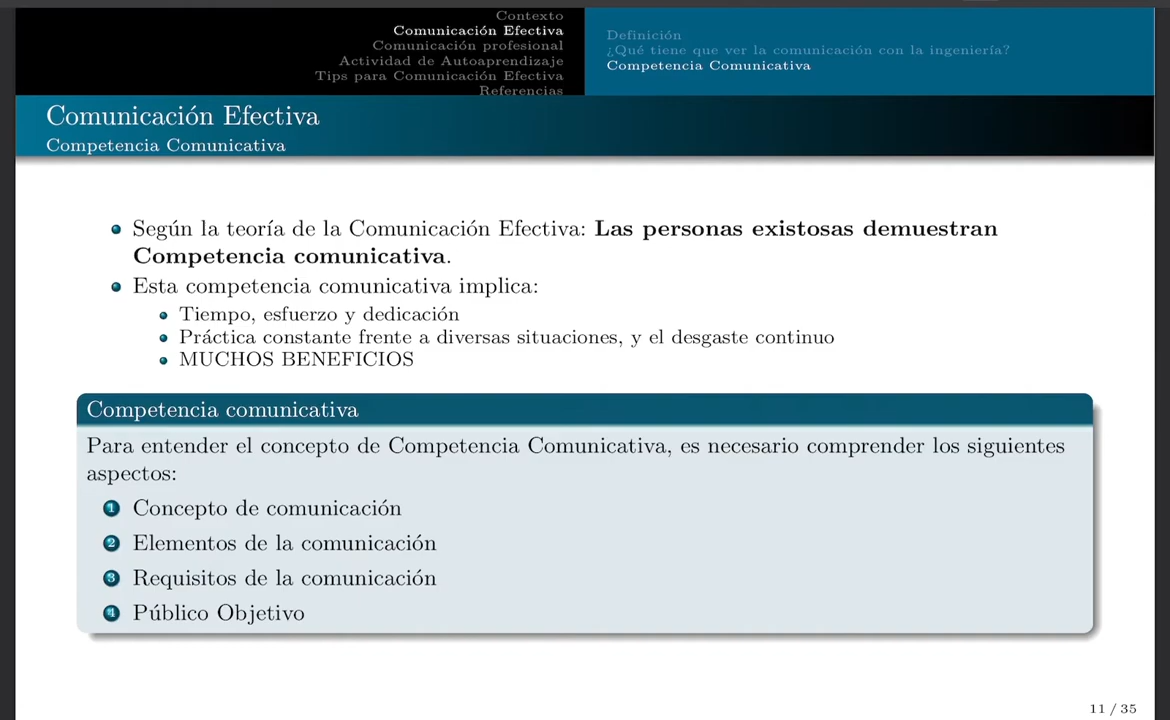 Contexto
Comunicación Efectiva
Comunicación profesional
Actividad de Autoaprendizaje
Tips para Comunicación Efectiva
Referencias
Definición
¿Qué tiene que ver la comunicación con la ingeniería?
Competencia Comunicativa
Comunicación Efectiva
Competencia Comunicativa
Según la teoría de la Comunicación Efectiva: Las personas existosas demuestran
Competencia comunicativa.
Esta competencia comunicativa implica:
Tiempo, esfuerzo y dedicación
Práctica constante frente a diversas situaciones, y el desgaste continuo
MUCHOS BENEFICIOS
Competencia comunicativa
Para entender el concepto de Competencia Comunicativa, es necesario comprender los siguientes
aspectos:
1 Concepto de comunicación
2 Elementos de la comunicación
3 Requisitos de la comunicación
4 Público Objetivo
11 / 35